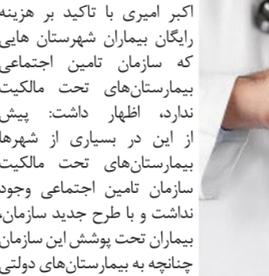 اکبر امیری با تاکید بر هزینه
رایگان بیماران شهرستان هایی
که سازمان تامین اجتماعی
بیمارستان‌های تحت مالکیت
ندارد، اظهار داشت: پیش
از این در بسیاری از شهرها
بیمارستان‌های تحت مالکیت
سازمان تامین اجتماعی وجود
نداشت و با طرح جدید سازمان،
بیماران تحت پوشش این سازمان
چنانچه به بیمارستان‌های دولتی